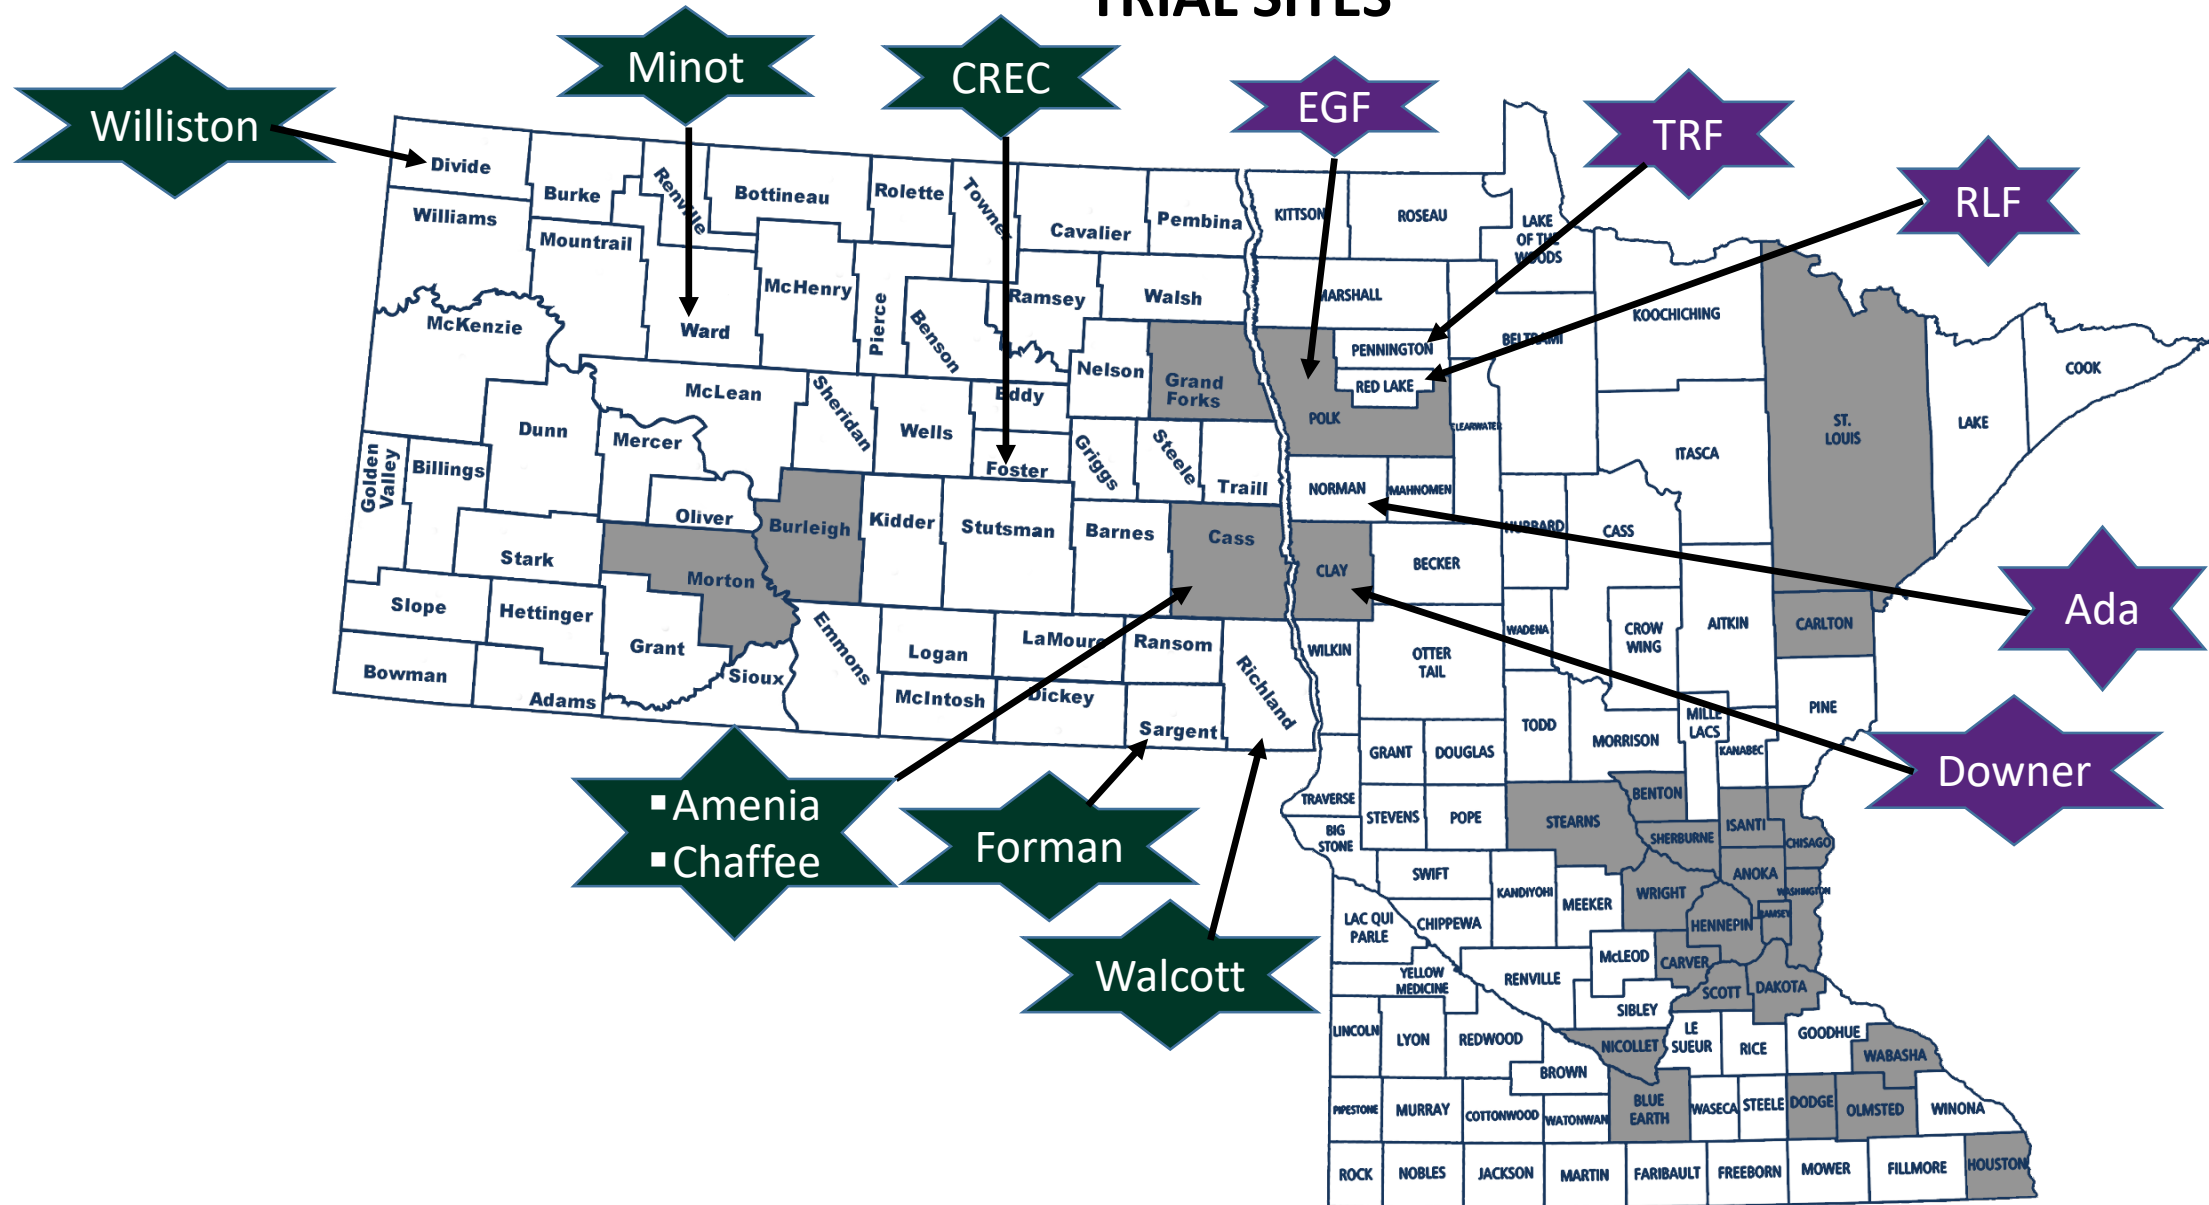 TRIAL SITES
Minot
CREC
EGF
TRF
Williston
RLF
Divide
Burke
Renville
Bottineau
Rolette
Towner
Cavalier
Pembina
KITTSON
ROSEAU
LAKE
OF THE
WOODS
Williams
Mountrail
McHenry
Pierce
Benson
Ramsey
Walsh
MARSHALL
KOOCHICHING
McKenzie
Ward
Nelson
Grand
Forks
PENNINGTON
BELTRAMI
RED LAKE
POLK
CLEARWATER
ST.
LOUIS
LAKE
COOK
McLean
Sheridan
Wells
Eddy
Foster
Griggs
Steele
Traill
NORMAN
MAHNOMEN
ITASCA
Dunn
Mercer
Golden
Valley
Billings
Oliver
Burleigh
Kidder
Stutsman
Barnes
Cass
CLAY
BECKER
HUBBARD
CASS
Stark
Morton
Slope
Hettinger
Grant
Emmons
Logan
LaMoure
Ransom
Richland
WILKIN
OTTER
TAIL
WADENA
CROW
WING
AITKIN
CARLTON
Ada
Bowman
Adams
Sioux
McIntosh
Dickey
Sargent
GRANT
DOUGLAS
TODD
MORRISON
MILLE
LACS
KANABEC
PINE
Downer
▪Amenia
▪Chaffee
Forman
Walcott
TRAVERSE
BIG
STONE
STEVENS
POPE
STEARNS
BENTON
SHERBURNE
ISANTI
CHISAGO
SWIFT
KANDIYOHI
MEEKER
WRIGHT
ANOKA
WASHINGTON
HENNEPIN
RAMSEY
LAC QUI
PARLE
CHIPPEWA
McLEOD
CARVER
YELLOW
MEDICINE
RENVILLE
SIBLEY
SCOTT
DAKOTA
LINCOLN
LYON
REDWOOD
NICOLLET
LE
SUEUR
RICE
GOODHUE
WABASHA
BROWN
PIPESTONE
MURRAY
COTTONWOOD
WATONWAN
BLUE
EARTH
WASECA
STEELE
DODGE
OLMSTED
WINONA
ROCK
NOBLES
JACKSON
MARTIN
FARIBAULT
FREEBORN
MOWER
FILLMORE
HOUSTON